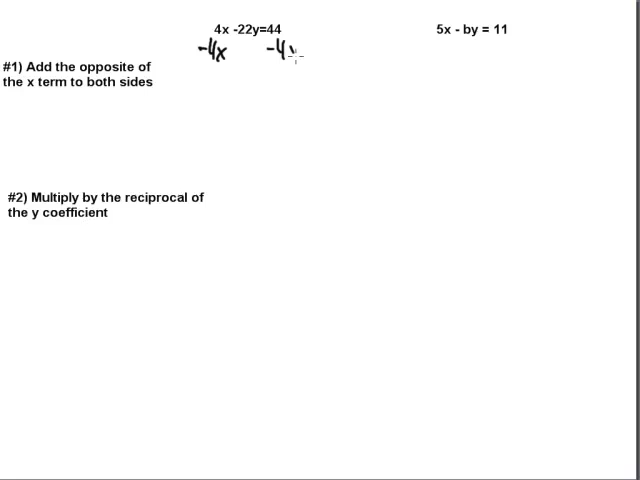 4x -22y=44 5x - by = 11
-4x -4x
#1) Add the opposite of
the x term to both sides
#2) Multiply by the reciprocal of
the y coefficient